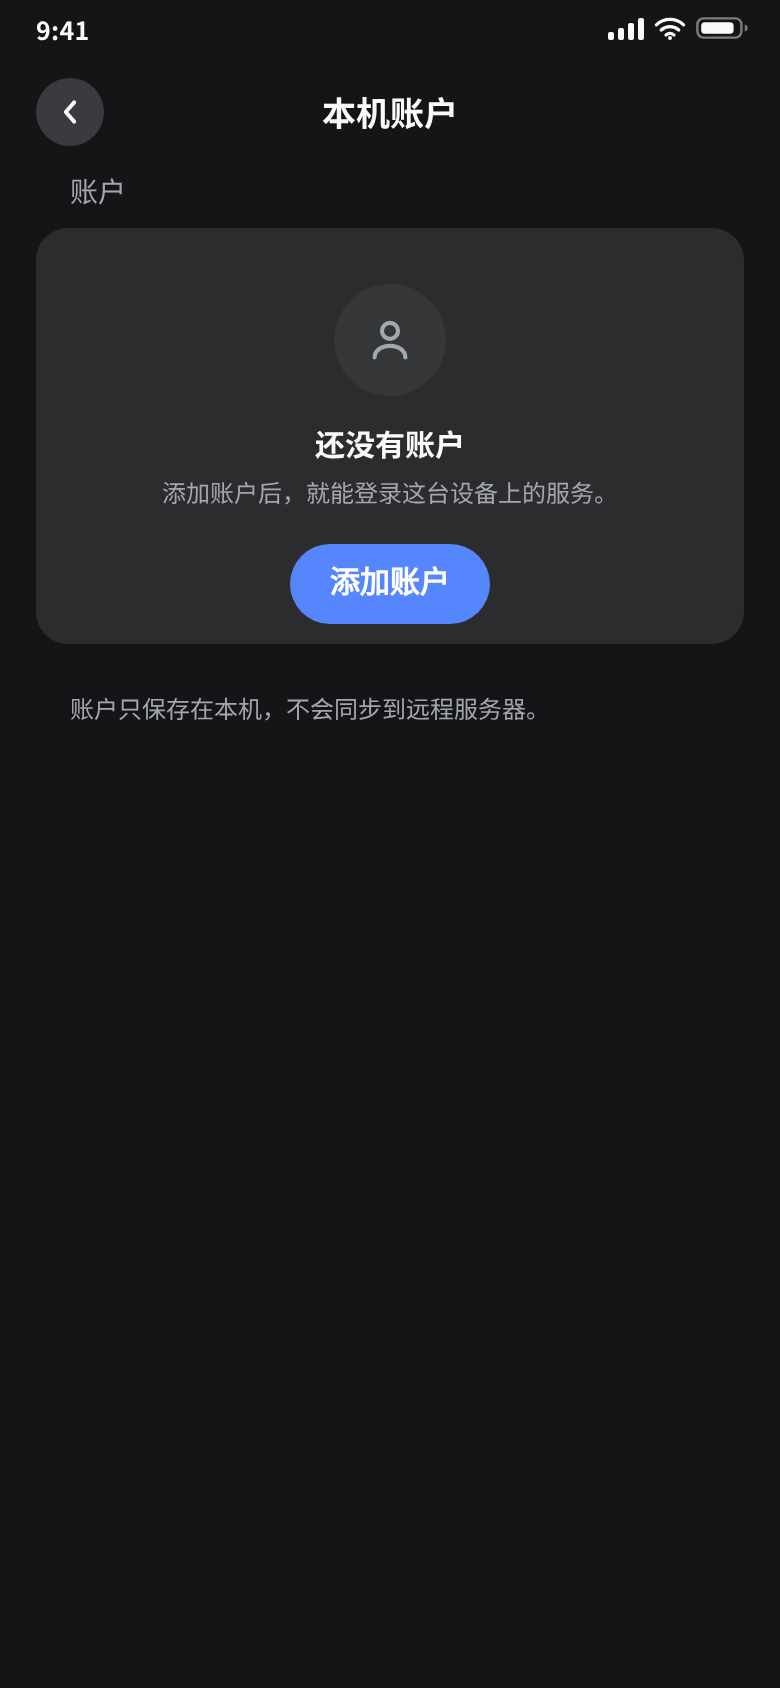 9:41
本机账户
账户
还没有账户
添加账户后，就能登录这台设备上的服务。
添加账户
账户只保存在本机，不会同步到远程服务器。